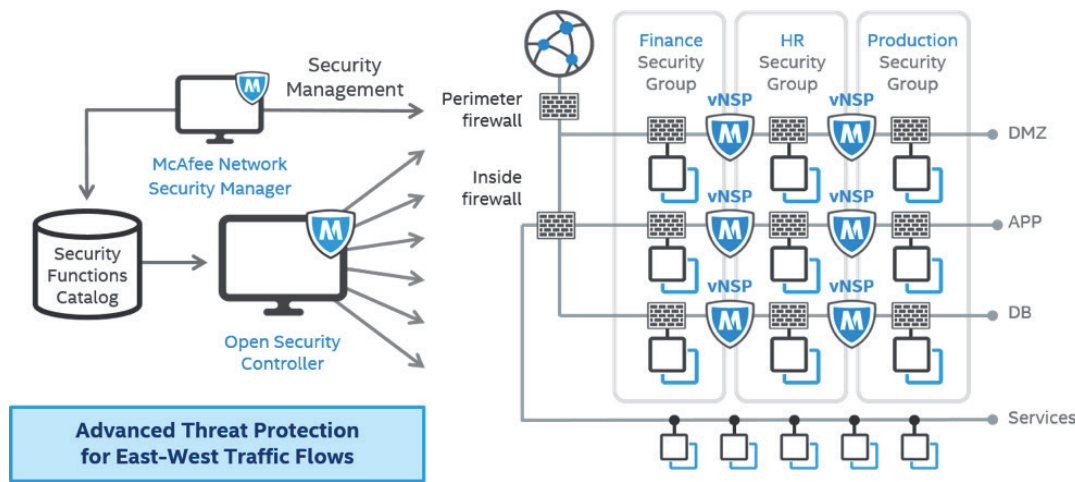 Security
Management
McAfee Network
Security Manager
Security
Functions
Catalog
Open Security
Controller
Advanced Threat Protection
for East-West Traffic Flows
Perimeter
firewall
Inside
firewall
Finance
Security
Group
HR
Security
Group
Production
Security
Group
vNSP
vNSP
DMZ
vNSP
vNSP
APP
vNSP
vNSP
DB
Services